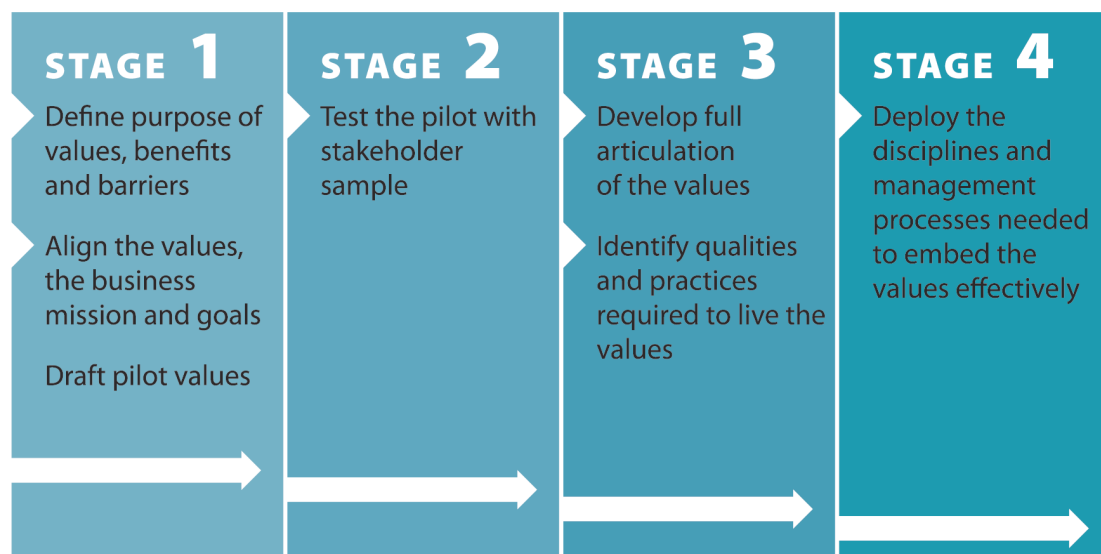 STAGE 1
Define purpose of
values, benefits
and barriers
Align the values,
the business
mission and goals
Draft pilot values
STAGE 2
Test the pilot with
stakeholder
sample
STAGE 3
Develop full
articulation
of the values
Identify qualities
and practices
required to live the
values
STAGE 4
Deploy the
disciplines and
management
processes needed
to embed the
values effectively